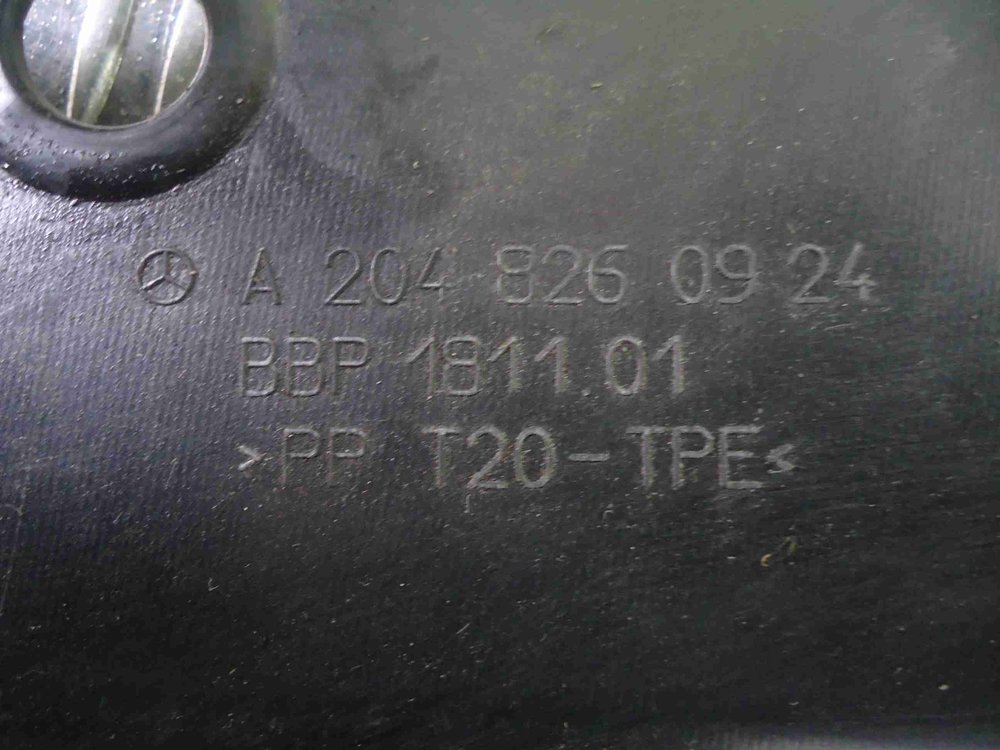 A 204 826 09 24
BBP 1811.01
>PP T20-TPE<